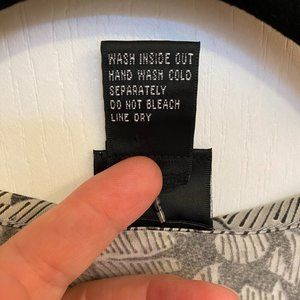 WASH INSIDE OUT
HAND WASH COLD
SEPARATELY
DO NOT BLEACH
LINE DRY